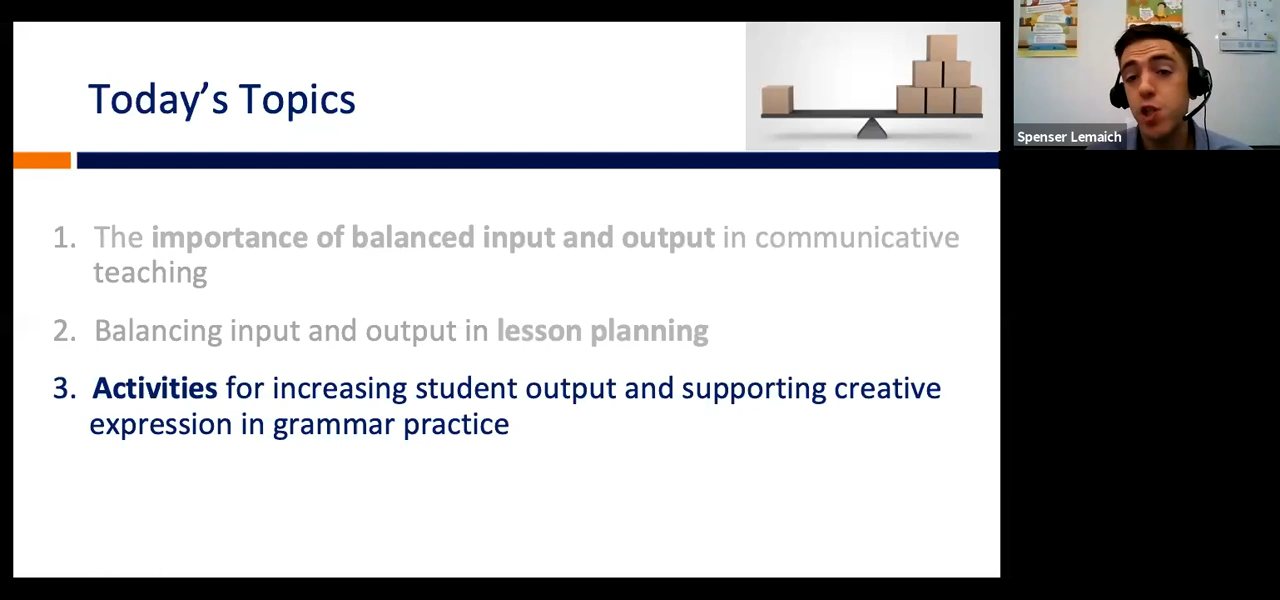 Today's Topics
1. The importance of balanced input and output in communicative
teaching
2. Balancing input and output in lesson planning
3. Activities for increasing student output and supporting creative
expression in grammar practice
Spenser Lemaich